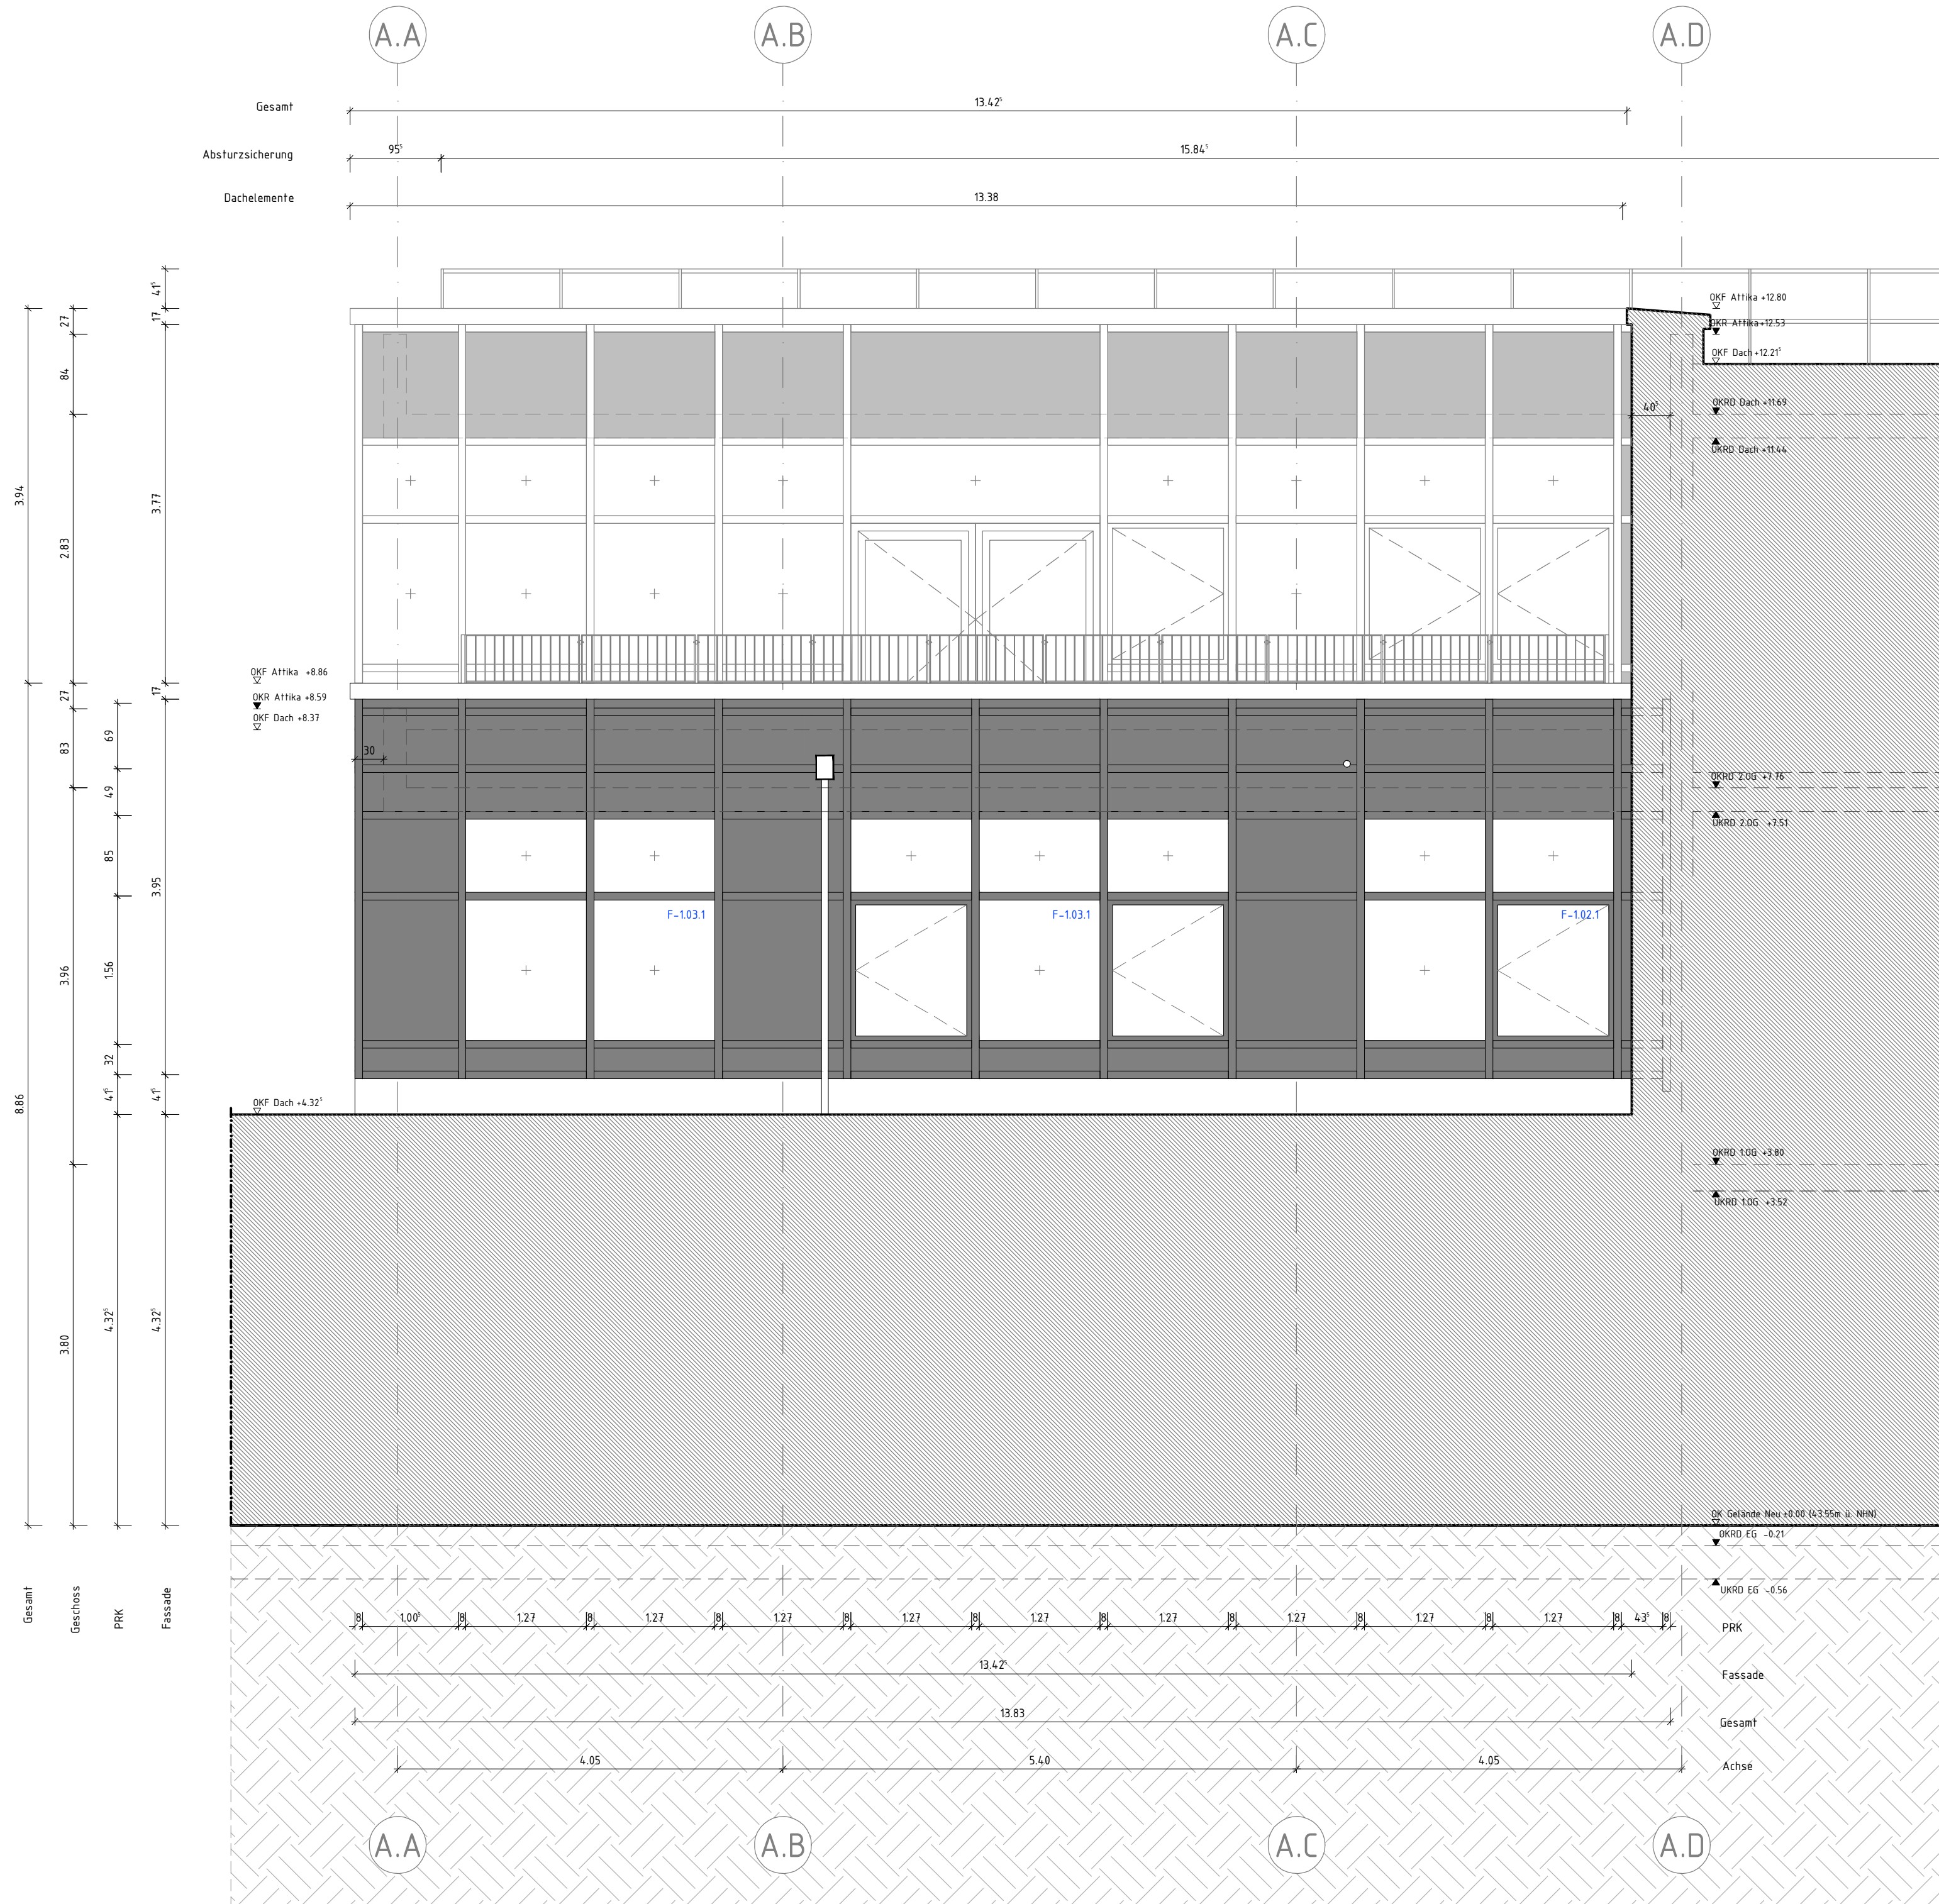 A.A A.B A.C A.D
Gesamt 13.42⁵
Absturzsicherung 95⁵ 15.84⁵
Dachelemente 13.38
41⁵
OKF Attika +12.80
27 17
OKR Attika +12.53
OKF Dach +12.21⁵
84
OKRD Dach +11.69
40⁵
UKRD Dach +11.44
3.94
3.77
2.83
OKF Attika +8.86
27 17
OKR Attika +8.59
OKF Dach +8.37
69
83
30
49
OKRD 2.OG +7.76
UKRD 2.OG +7.51
85
3.95
F-1.03.1 F-1.03.1 F-1.02.1
3.96
1.56
32
41⁵ 41⁵
8.86
OKF Dach +4.32⁵
OKRD 1.OG +3.80
UKRD 1.OG +3.52
3.80
4.32⁵ 4.32⁵
OK Gelände Neu ±0.00 (43.55m ü. NHN)
OKRD EG -0.21
UKRD EG -0.56
Gesamt
Geschoss
PRK
Fassade
8 1.00⁵ 8 1.27 8 1.27 8 1.27 8 1.27 8 1.27 8 1.27 8 1.27 8 1.27 8 1.27 8 43⁵ 8
PRK
13.42⁵
Fassade
13.83
Gesamt
4.05 5.40 4.05
Achse
A.A A.B A.C A.D